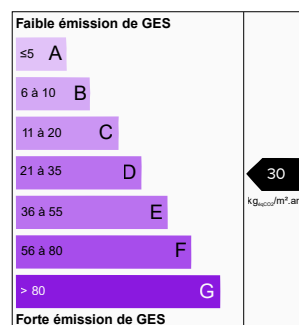 Faible émission de GES
≤5 A
6 à 10 B
11 à 20 C
21 à 35 D
30
kgéqCO2/m².an
36 à 55 E
56 à 80 F
> 80 G
Forte émission de GES